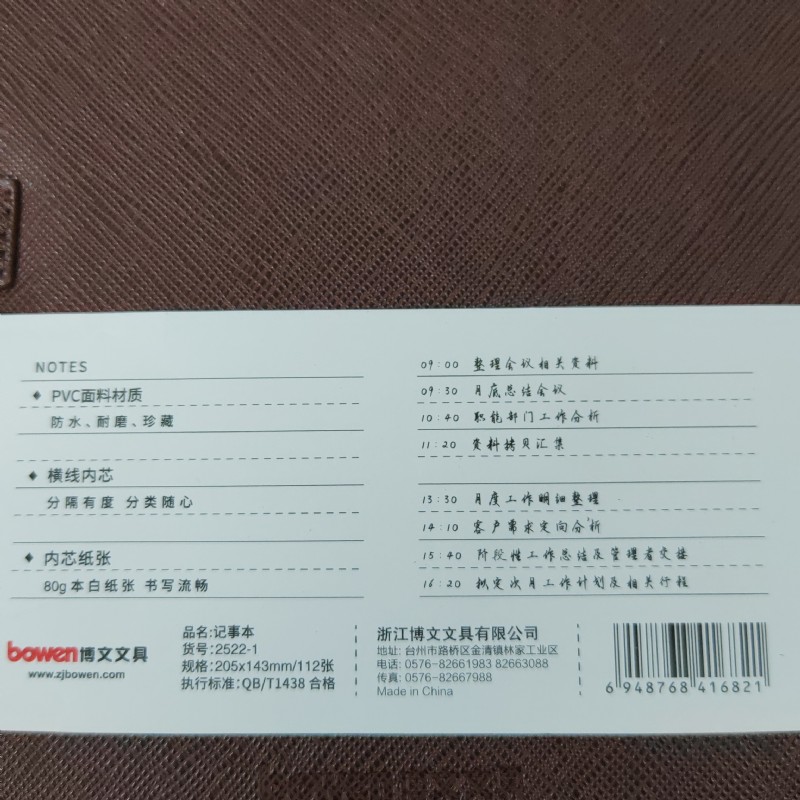 NOTES
◆ PVC面料材质
防水、耐磨、珍藏
◆ 横线内芯
分隔有度 分类随心
◆ 内芯纸张
80g本白纸张 书写流畅
09:00 整理会议相关资料
09:30 月底总结会议
10:40 职能部门工作分析
11:20 资料拷贝汇集
13:30 月度工作明细整理
14:10 客户需求定向分析
15:40 阶段性工作总结及管理者交接
16:20 拟定次月工作计划及相关行程
bowen博文文具
www.zjbowen.com
品名:记事本
货号:2522-1
规格:205x143mm/112张
执行标准:QB/T1438 合格
浙江博文文具有限公司
地址: 台州市路桥区金清镇林家工业区
电话: 0576-82661983 82663088
传真: 0576-82667988
Made in China
6 948768 416821